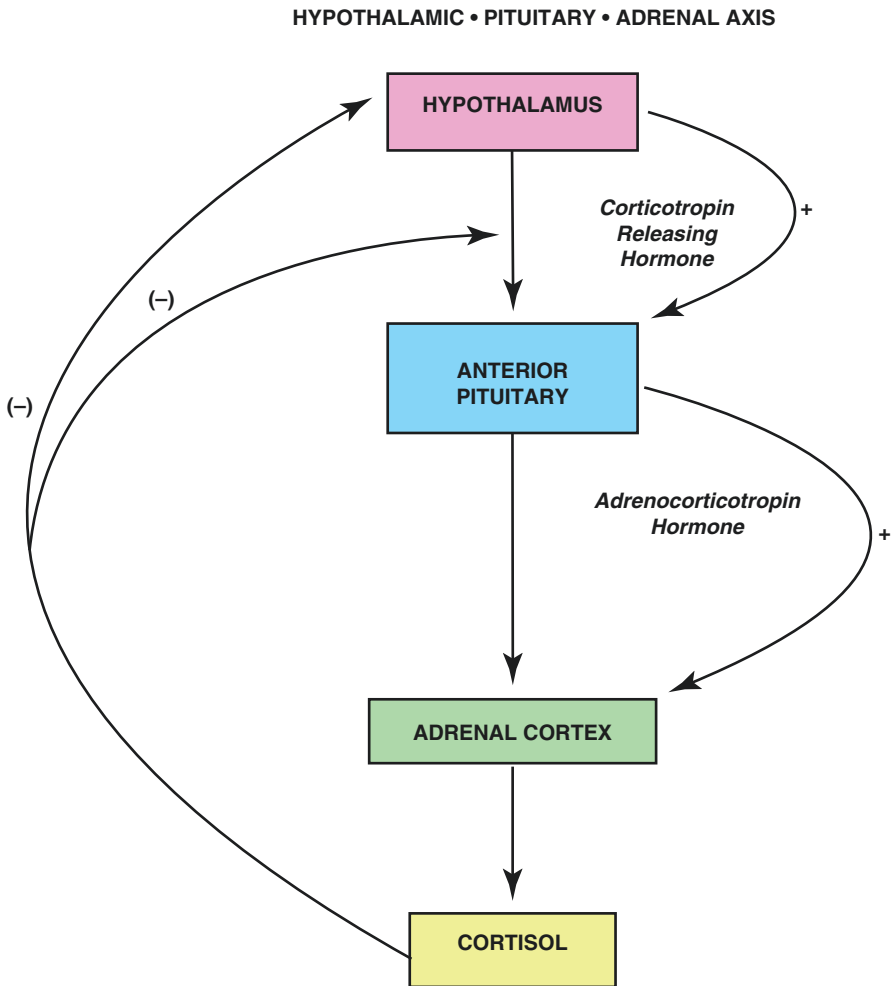 HYPOTHALAMIC • PITUITARY • ADRENAL AXIS
HYPOTHALAMUS
Corticotropin
Releasing
Hormone
+
(–)
(–)
ANTERIOR
PITUITARY
Adrenocorticotropin
Hormone
+
ADRENAL CORTEX
CORTISOL